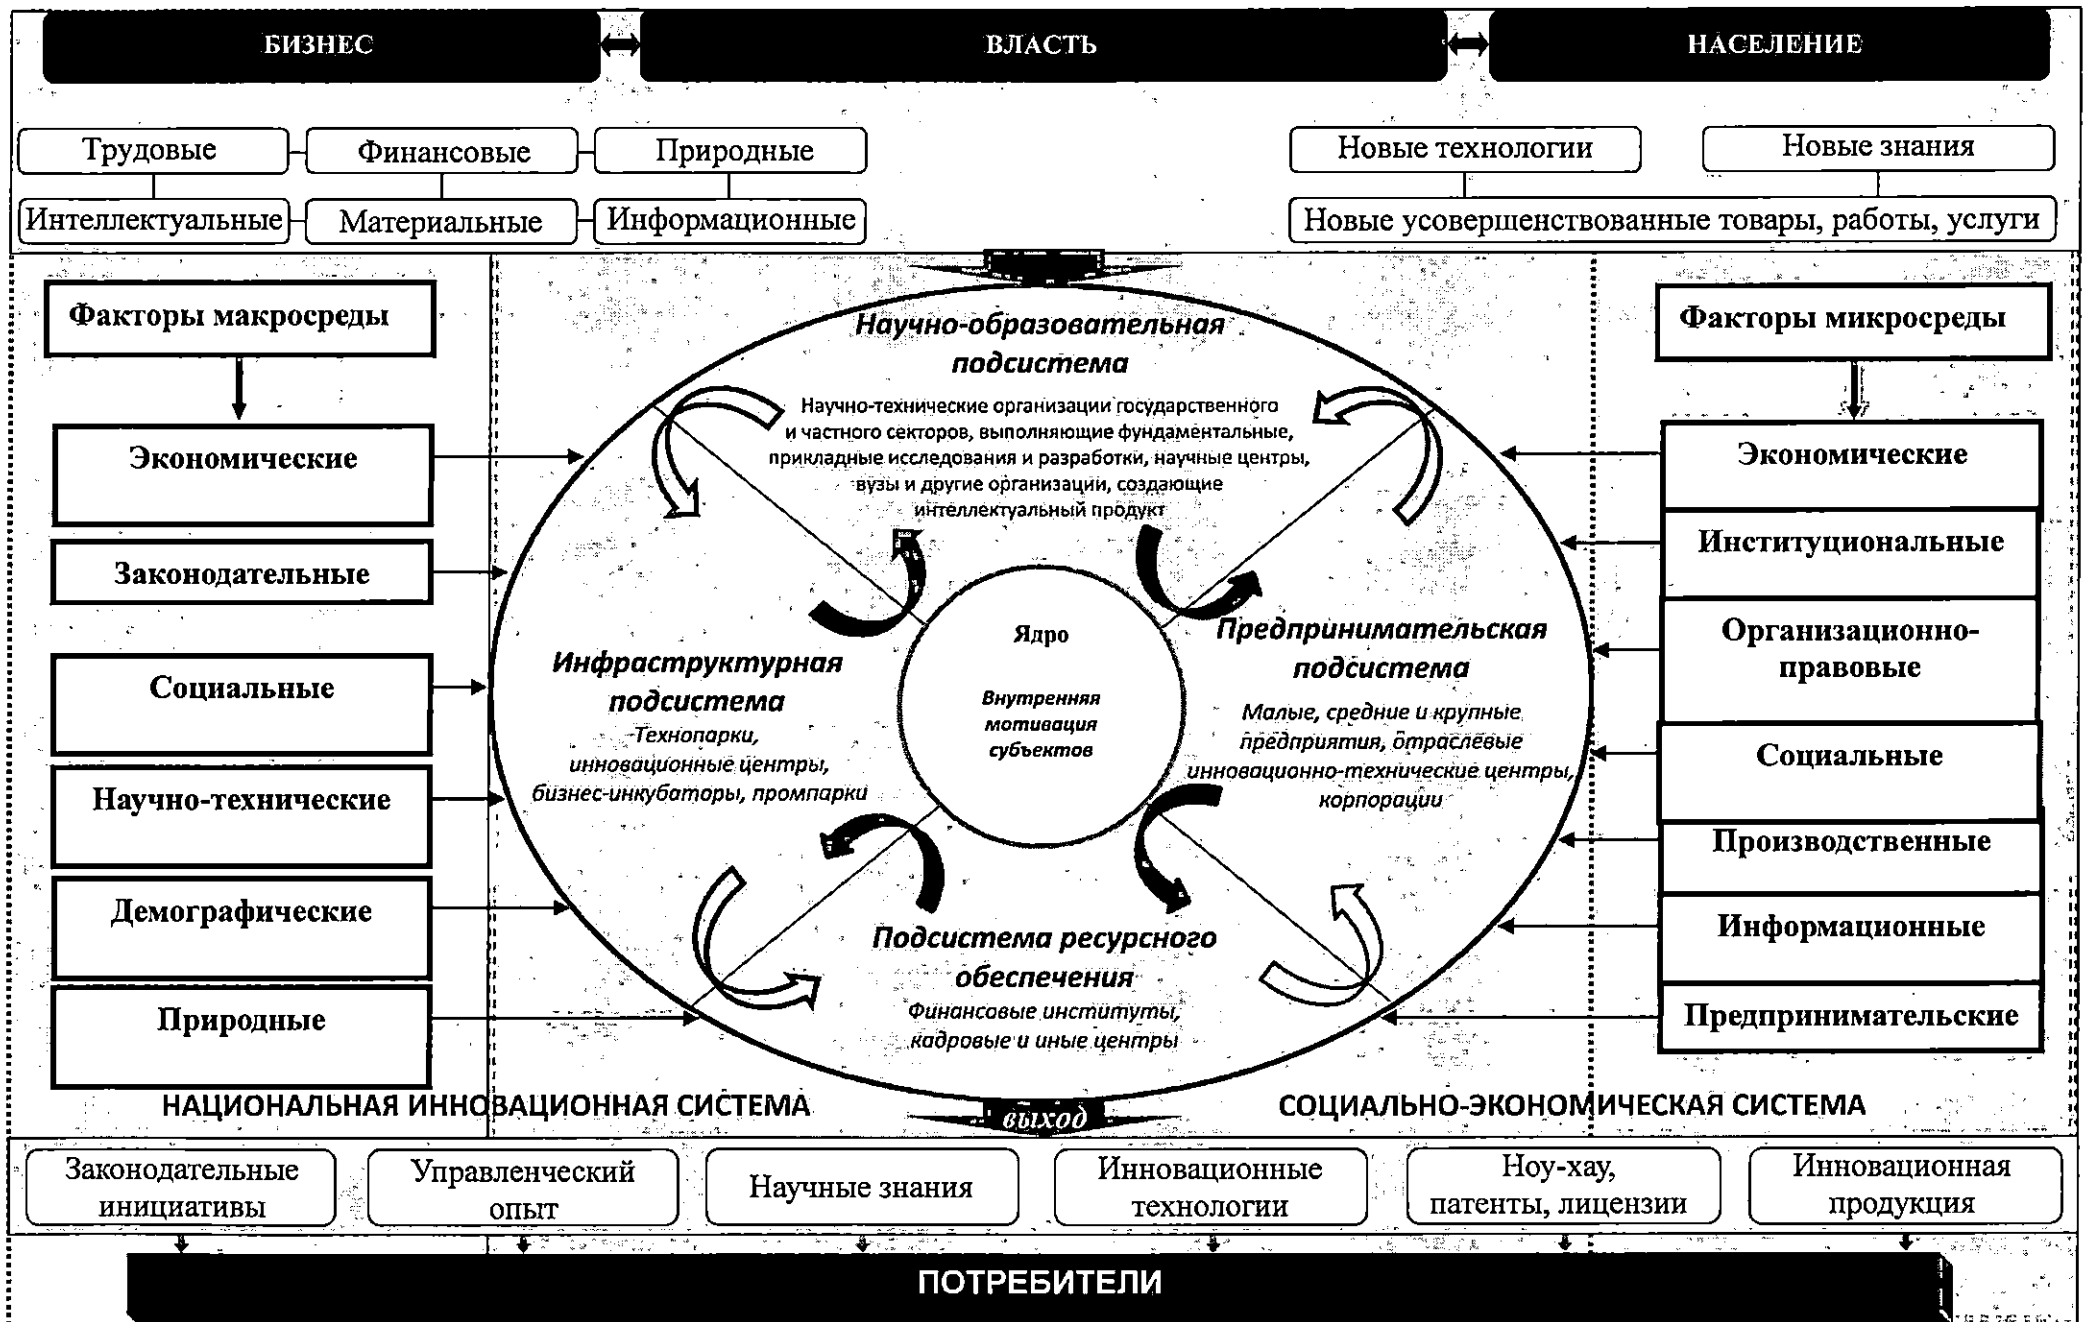 БИЗНЕС
ВЛАСТЬ
НАСЕЛЕНИЕ
Трудовые
Финансовые
Природные
Интеллектуальные
Материальные
Информационные
Новые технологии
Новые знания
Новые усовершенствованные товары, работы, услуги
Факторы макросреды
Экономические
Законодательные
Социальные
Научно-технические
Демографические
Природные
Научно-образовательная
подсистема
Научно-технические организации государственного
и частного секторов, выполняющие фундаментальные,
прикладные исследования и разработки, научные центры,
вузы и другие организации, создающие
интеллектуальный продукт
Инфраструктурная
подсистема
Технопарки,
инновационные центры,
бизнес-инкубаторы, промпарки
Ядро
Внутренняя
мотивация
субъектов
Предпринимательская
подсистема
Малые, средние и крупные
предприятия, отраслевые
инновационно-технические центры,
корпорации
Подсистема ресурсного
обеспечения
Финансовые институты,
кадровые и иные центры
Факторы микросреды
Экономические
Институциональные
Организационно-
правовые
Социальные
Производственные
Информационные
Предпринимательские
НАЦИОНАЛЬНАЯ ИННОВАЦИОННАЯ СИСТЕМА
выход
СОЦИАЛЬНО-ЭКОНОМИЧЕСКАЯ СИСТЕМА
Законодательные
инициативы
Управленческий
опыт
Научные знания
Инновационные
технологии
Ноу-хау,
патенты, лицензии
Инновационная
продукция
ПОТРЕБИТЕЛИ